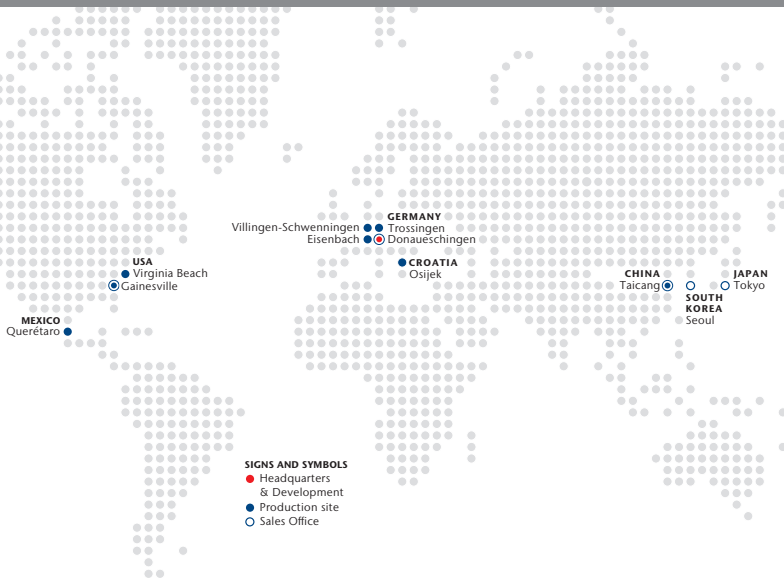 GERMANY
Villingen-Schwenningen Trossingen
Eisenbach Donaueschingen
USA
Virginia Beach
Gainesville
CROATIA
Osijek
CHINA
Taicang
JAPAN
Tokyo
SOUTH
KOREA
Seoul
MEXICO
Querétaro
SIGNS AND SYMBOLS
Headquarters
& Development
Production site
Sales Office